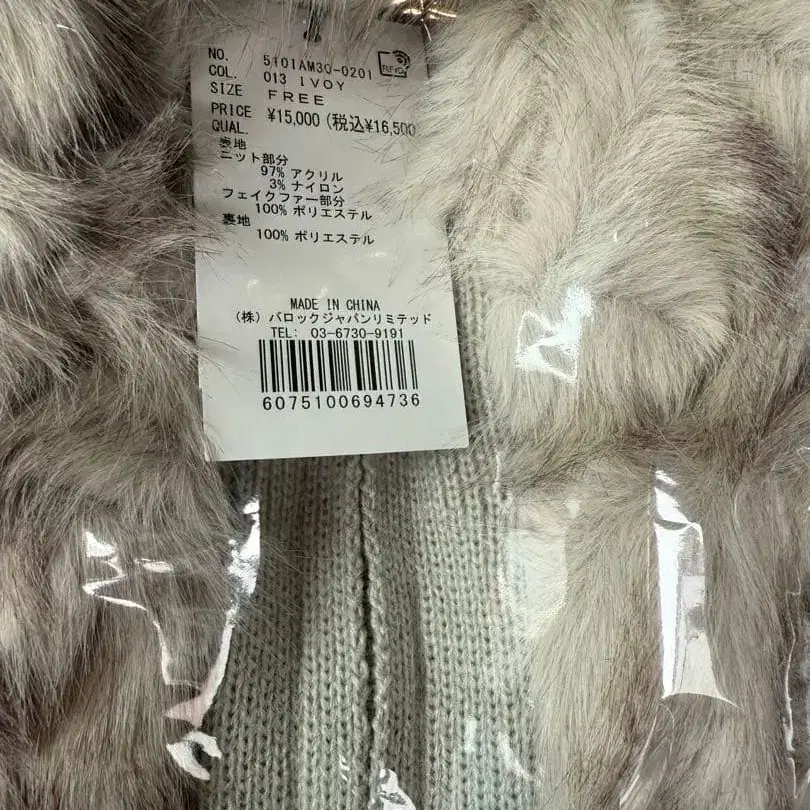 NO. 5101AM30-0201
RFID
COL. 013 IVOY
SIZE FREE
PRICE ¥15,000 (税込¥16,500
QUAL.
表地
ニット部分
97% アクリル
3% ナイロン
フェイクファー部分
100% ポリエステル
裏地
100% ポリエステル
MADE IN CHINA
(株) バロックジャパンリミテッド
TEL: 03-6730-9191
6075100694736